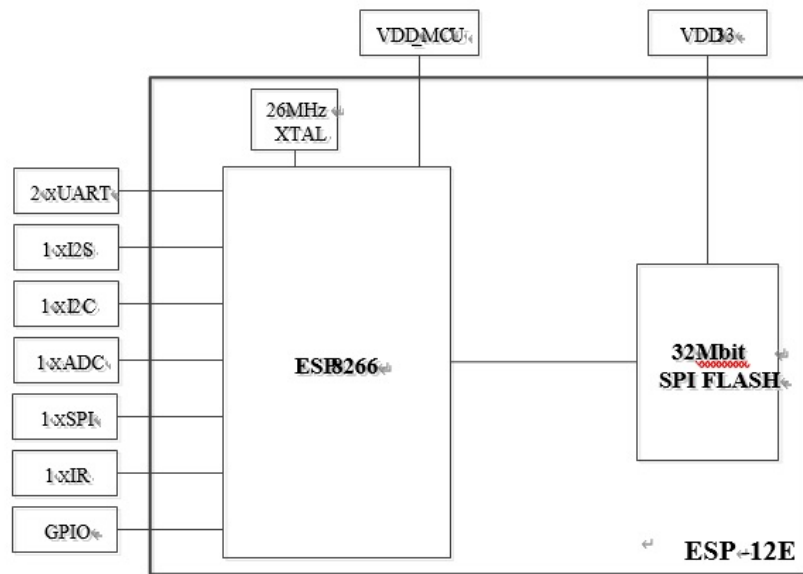 VDD_MCU
VDD33
26MHz
XTAL
2xUART
1xI2S
1xI2C
1xADC
1xSPI
1xIR
GPIO
ESP8266
32Mbit
SPI FLASH
ESP-12E